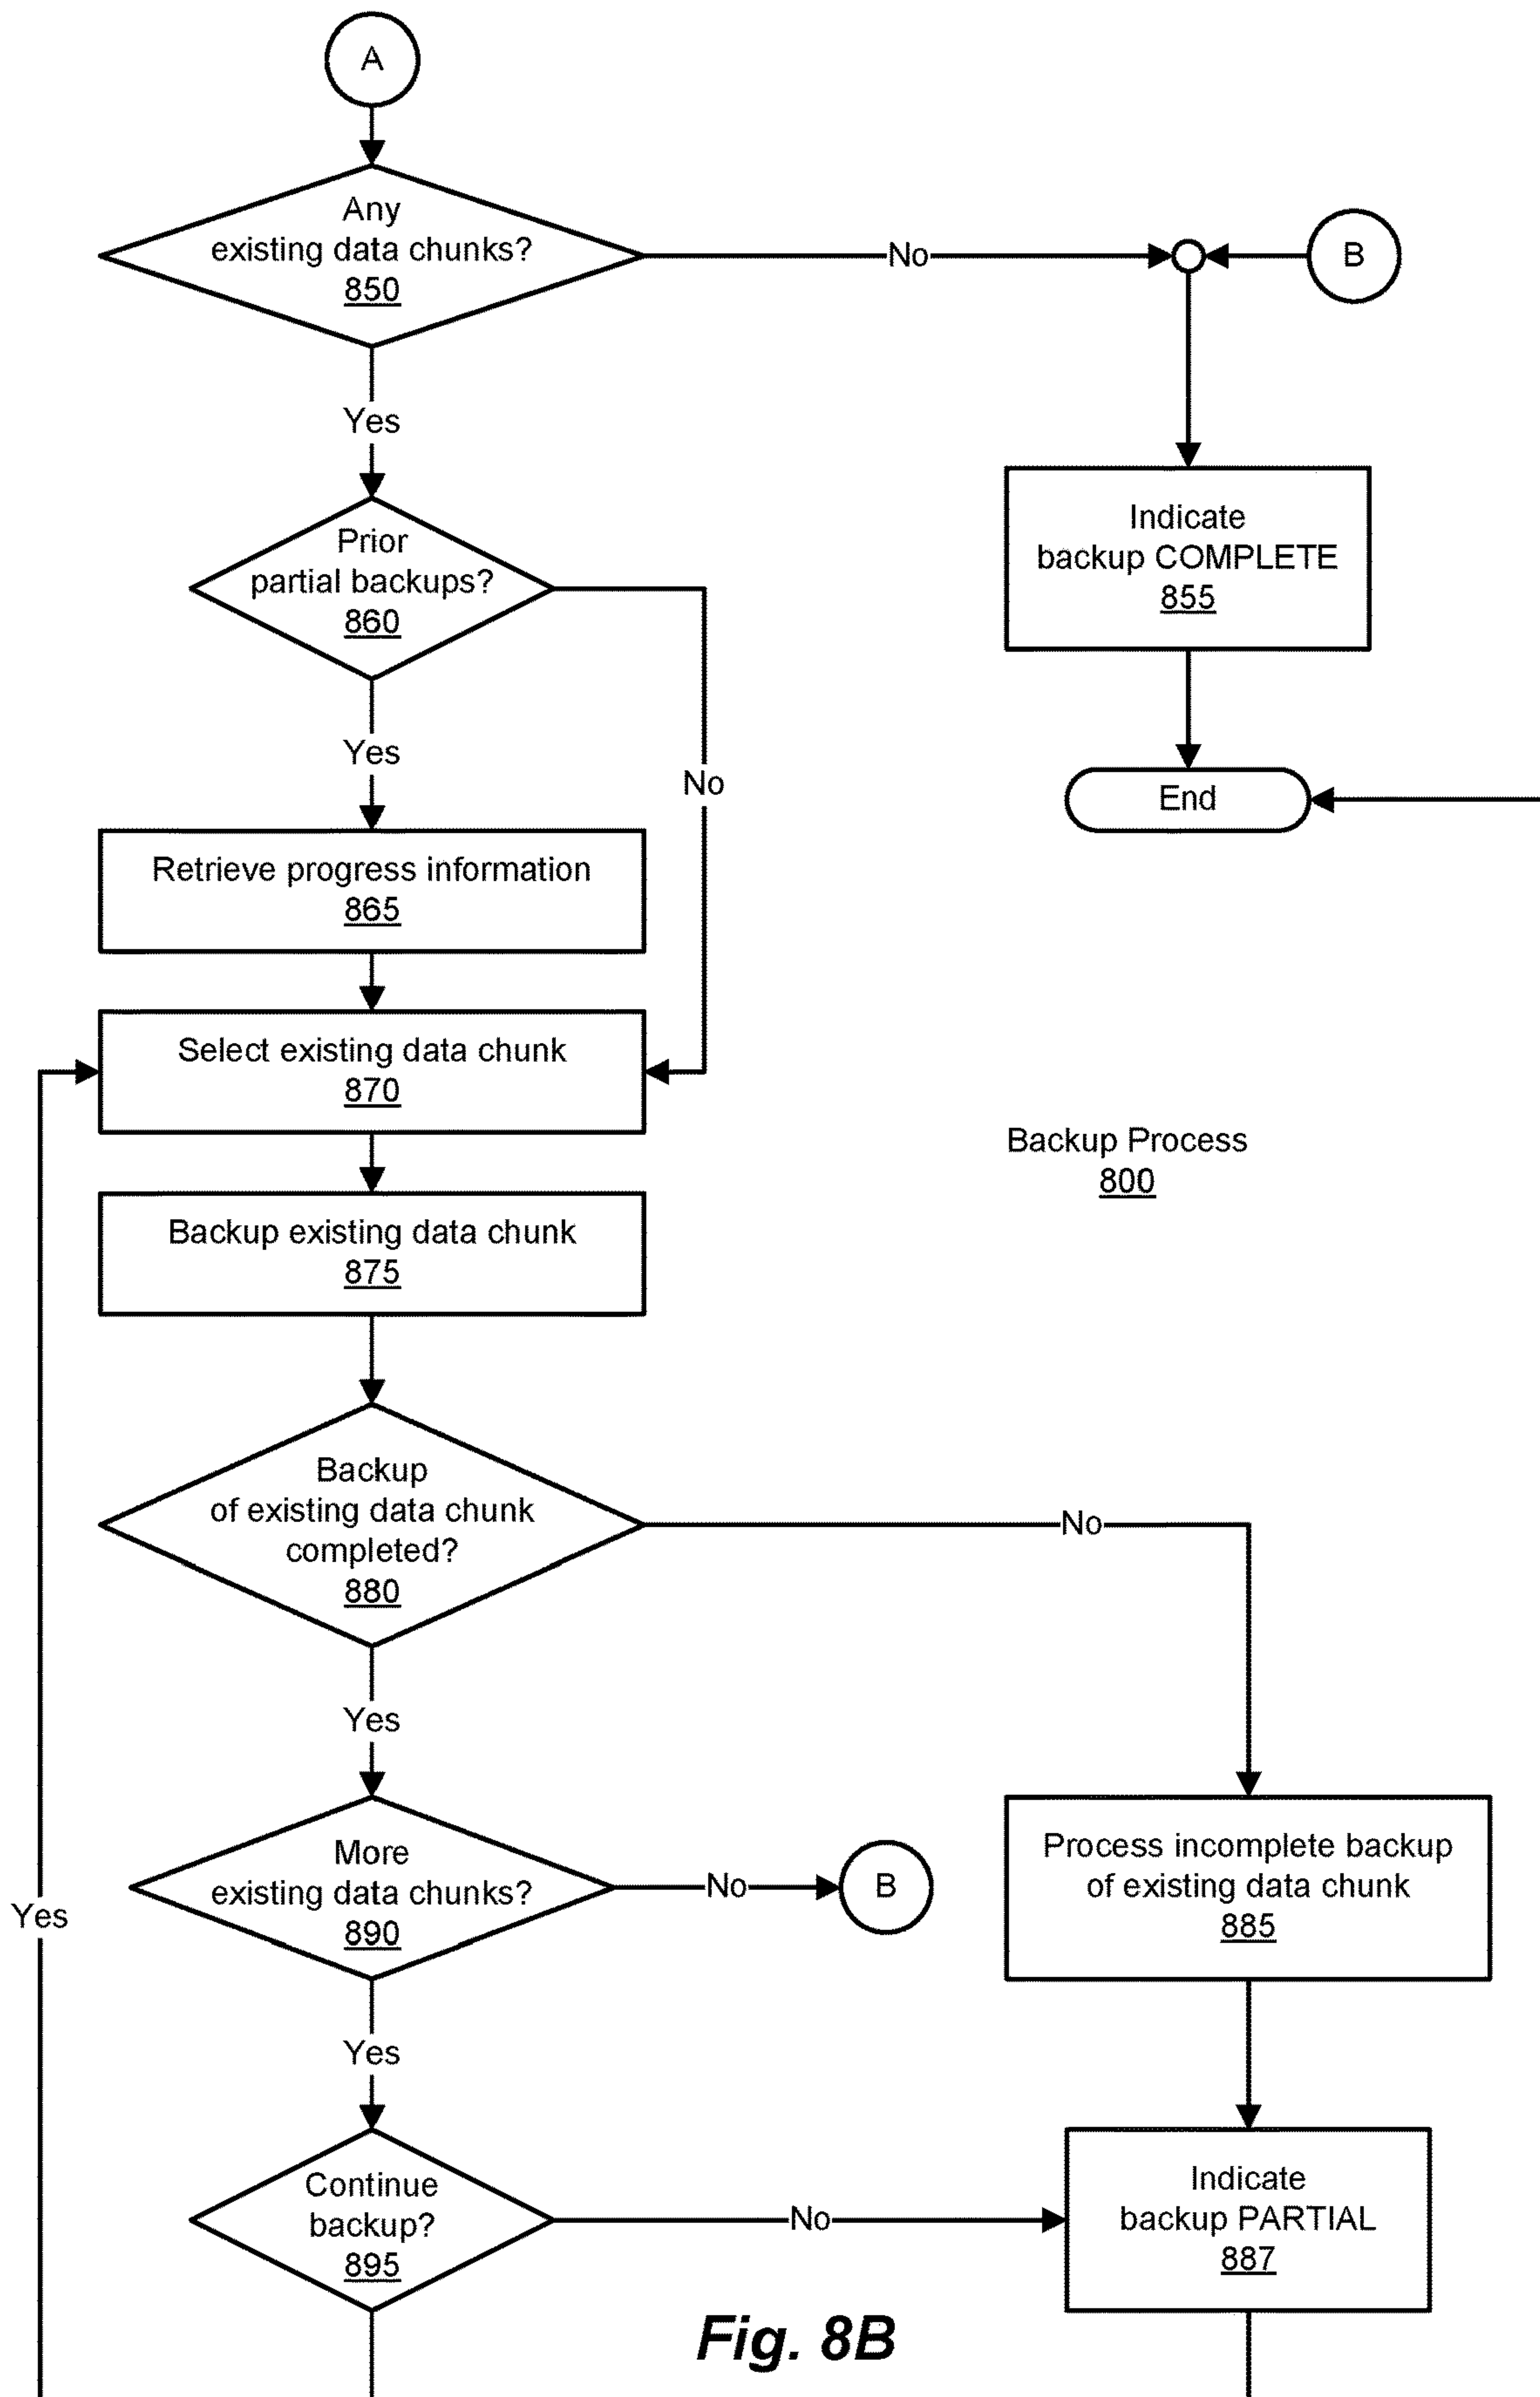 A
Any
existing data chunks?
850
No
B
Yes
Prior
partial backups?
860
Indicate
backup COMPLETE
855
Yes
No
End
Retrieve progress information
865
Select existing data chunk
870
Backup Process
800
Backup existing data chunk
875
Backup
of existing data chunk
completed?
880
No
Yes
More
existing data chunks?
890
No
B
Process incomplete backup
of existing data chunk
885
Yes
Yes
Continue
backup?
895
No
Indicate
backup PARTIAL
887
Fig. 8B